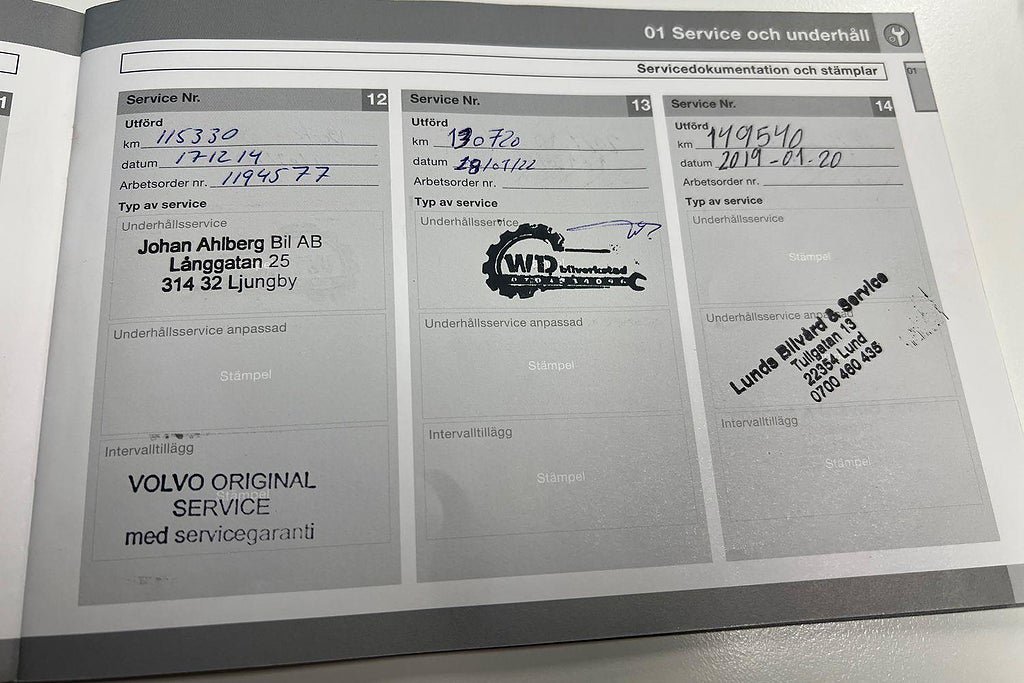 01 Service och underhåll
Servicedokumentation och stämplar
01
1
Service Nr. 12
Utförd
km 115330
datum 171214
Arbetsorder nr. 1194577
Typ av service
Underhållsservice
Johan Ahlberg Bil AB
Långgatan 25
314 32 Ljungby
Underhållsservice anpassad
Stämpel
Intervalltillägg
Stämpel
VOLVO ORIGINAL
SERVICE
med servicegaranti
Service Nr. 13
Utförd
km 130720
datum
Arbetsorder nr.
Typ av service
Underhållsservice
WD bilverkstad
Underhållsservice anpassad
Stämpel
Intervalltillägg
Stämpel
Service Nr. 14
Utförd
km 149540
datum 2019-01-20
Arbetsorder nr.
Typ av service
Underhållsservice
Stämpel
Underhållsservice anpassad
Lunds Bilvård & Service
Tullgatan 13
22354 Lund
0700 460 435
Intervalltillägg
Stämpel